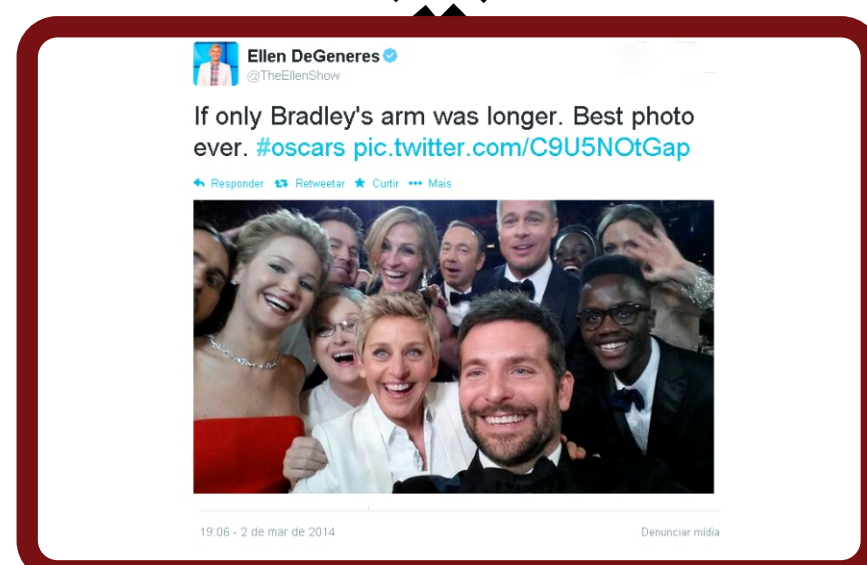 Ellen DeGeneres
@TheEllenShow
If only Bradley's arm was longer. Best photo
ever. #oscars pic.twitter.com/C9U5NOtGap
Responder Retweetar Curtir Mais
19:06 - 2 de mar de 2014 Denunciar mídia